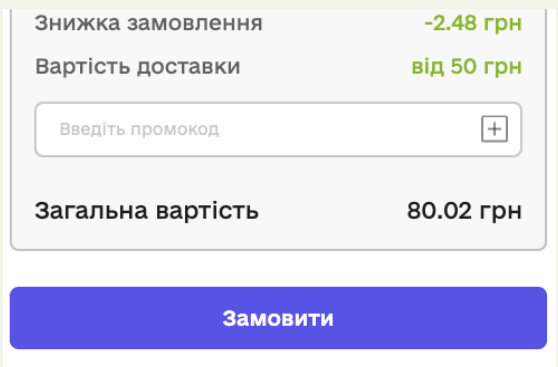 Знижка замовлення -2.48 грн
Вартість доставки від 50 грн
Введіть промокод
Загальна вартість 80.02 грн
Замовити